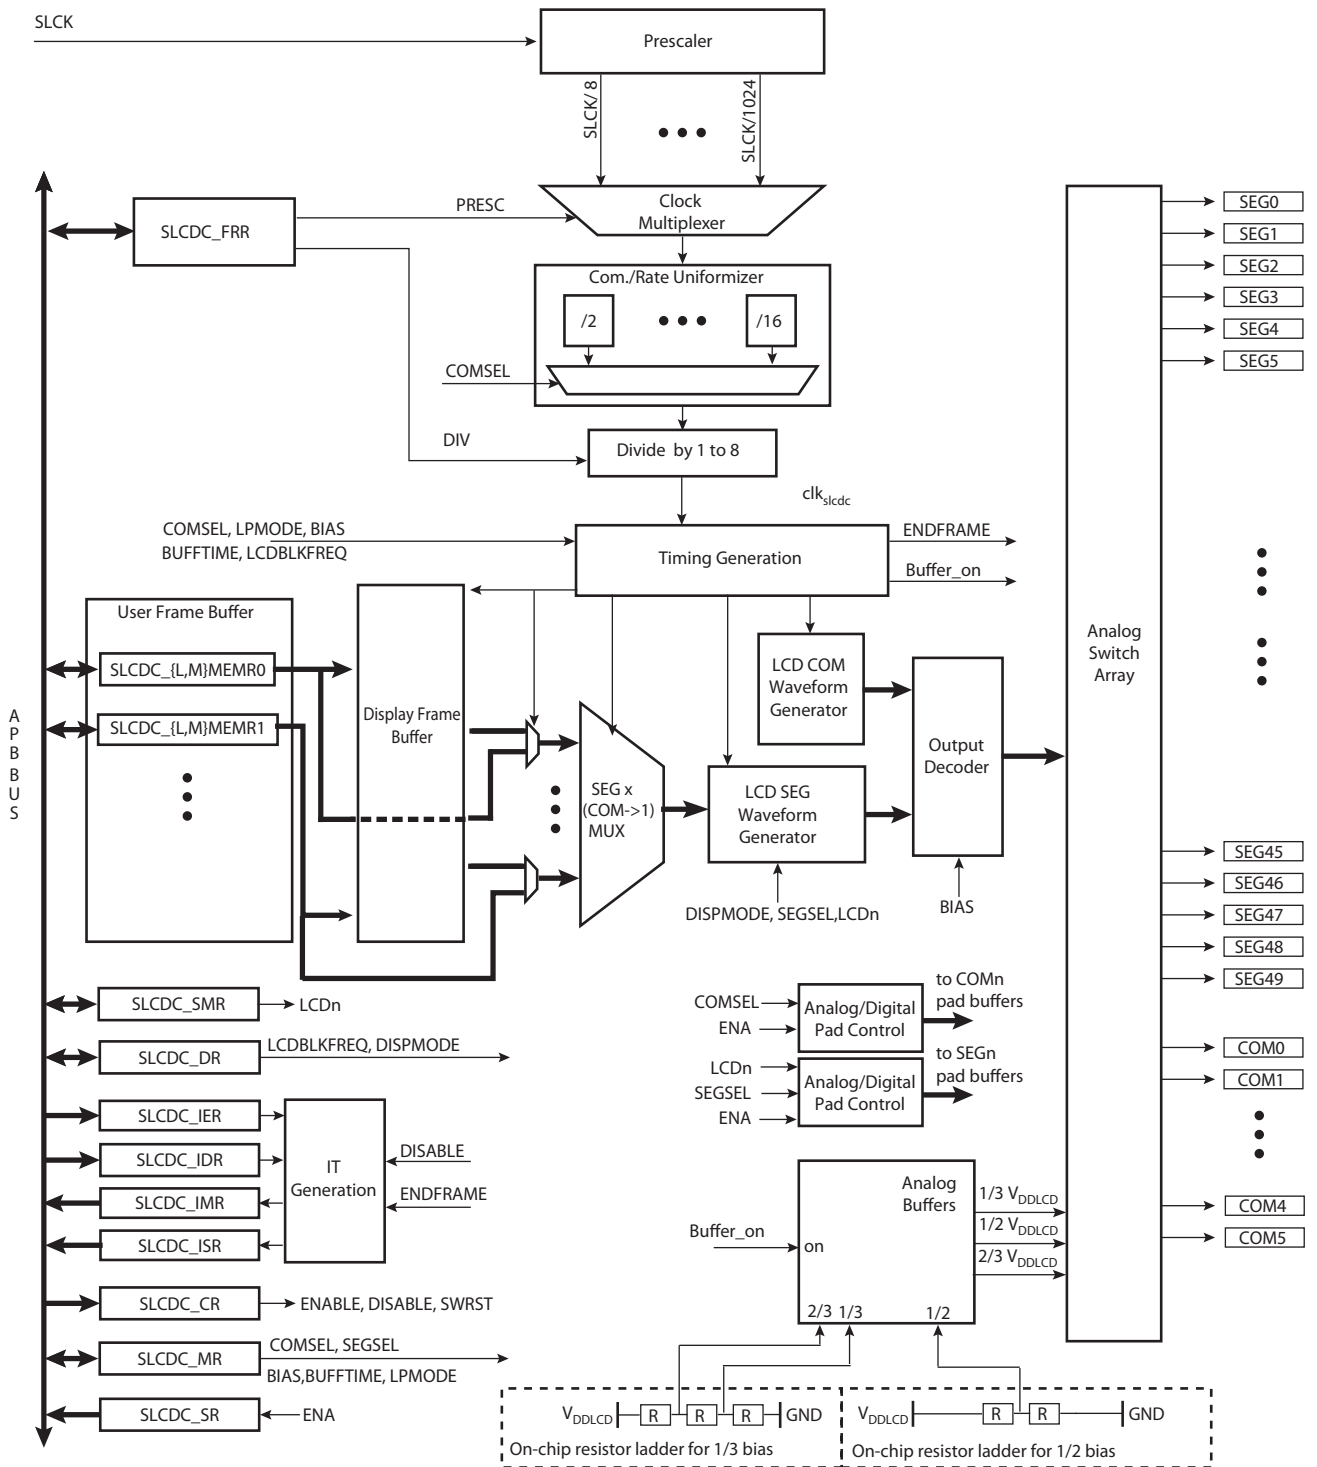 SLCK
Prescaler
SLCK/ 8
SLCK/1024
PRESC
Clock
Multiplexer
SLCDC_FRR
Com./Rate Uniformizer
/2
/16
COMSEL
DIV
Divide by 1 to 8
clkslcdc
COMSEL, LPMODE, BIAS
BUFFTIME, LCDBLKFREQ
Timing Generation
ENDFRAME
Buffer_on
User Frame Buffer
SLCDC_{L,M}MEMR0
SLCDC_{L,M}MEMR1
APB BUS
Display Frame
Buffer
SEG x
(COM->1)
MUX
LCD COM
Waveform
Generator
LCD SEG
Waveform
Generator
DISPMODE, SEGSEL,LCDn
Output
Decoder
BIAS
Analog
Switch
Array
SEG0
SEG1
SEG2
SEG3
SEG4
SEG5
SEG45
SEG46
SEG47
SEG48
SEG49
COM0
COM1
COM4
COM5
SLCDC_SMR
LCDn
SLCDC_DR
LCDBLKFREQ, DISPMODE
SLCDC_IER
SLCDC_IDR
SLCDC_IMR
SLCDC_ISR
IT
Generation
DISABLE
ENDFRAME
SLCDC_CR
ENABLE, DISABLE, SWRST
SLCDC_MR
COMSEL, SEGSEL
BIAS,BUFFTIME, LPMODE
SLCDC_SR
ENA
COMSEL
ENA
Analog/Digital
Pad Control
to COMn
pad buffers
LCDn
SEGSEL
ENA
Analog/Digital
Pad Control
to SEGn
pad buffers
Buffer_on
on
Analog
Buffers
2/3 1/3
1/2
1/3 VDDLCD
1/2 VDDLCD
2/3 VDDLCD
VDDLCD R R R GND
On-chip resistor ladder for 1/3 bias
VDDLCD R R GND
On-chip resistor ladder for 1/2 bias